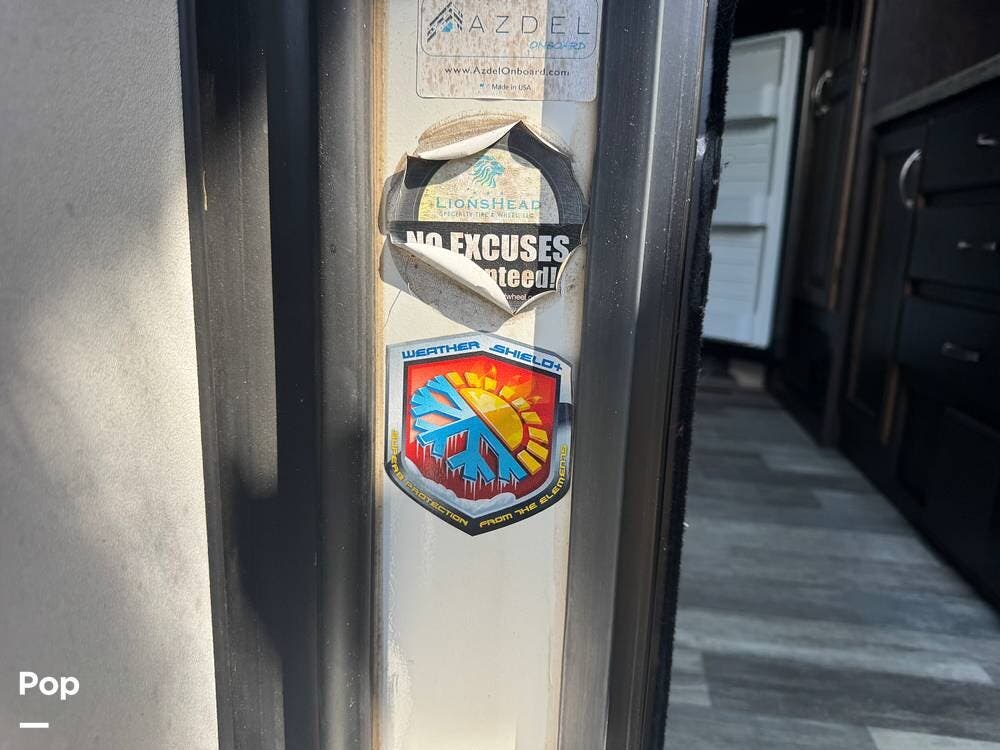 AZDEL
ONBOARD
www.AzdelOnboard.com
Made in USA
LIONSHEAD
SPECIALTY TIRE & WHEEL, LLC
NO EXCUSES
nteed!
wheel.c
WEATHER SHIELD+
SUPERB PROTECTION FROM THE ELEMENTS
Pop